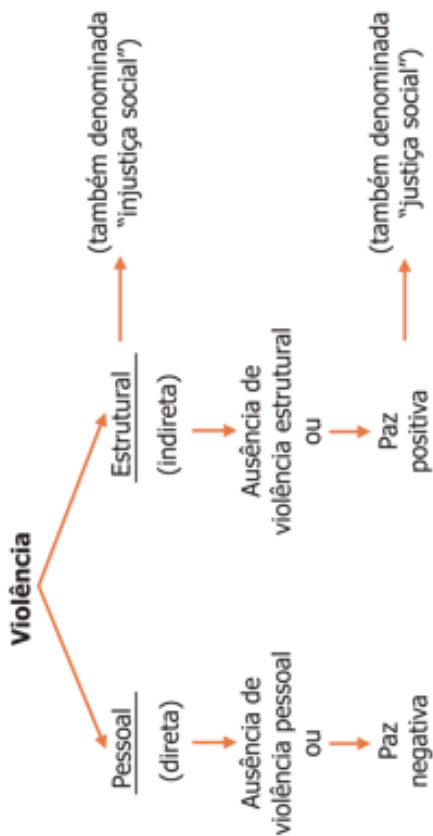 Violência
Pessoal
(direta)
Ausência de
violência pessoal
ou
Paz
negativa
Estrutural
(indireta)
Ausência de
violência estrutural
ou
Paz
positiva
(também denominada
"injustiça social")
(também denominada
"justiça social")